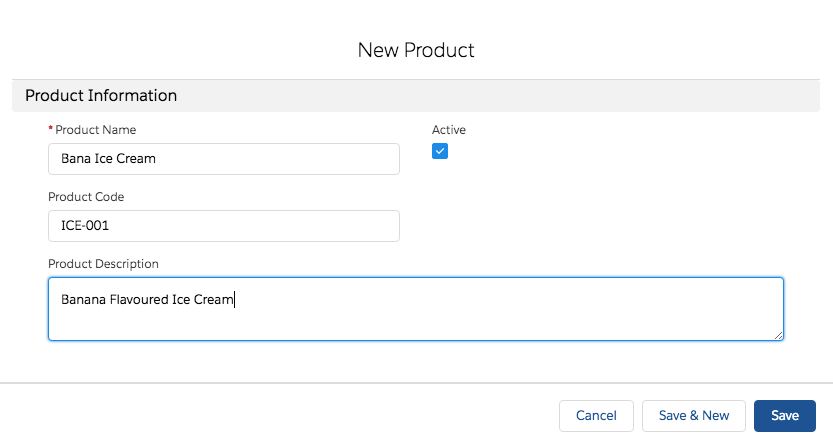 New Product
Product Information
* Product Name
Active
Bana Ice Cream
Product Code
ICE-001
Product Description
Banana Flavoured Ice Cream
Cancel
Save & New
Save